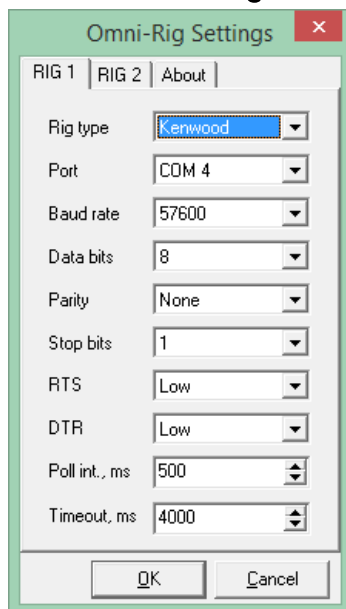 Omni-Rig Settings
RIG 1 RIG 2 About
Rig type Kenwood
Port COM 4
Baud rate 57600
Data bits 8
Parity None
Stop bits 1
RTS Low
DTR Low
Poll int., ms 500
Timeout, ms 4000
OK Cancel